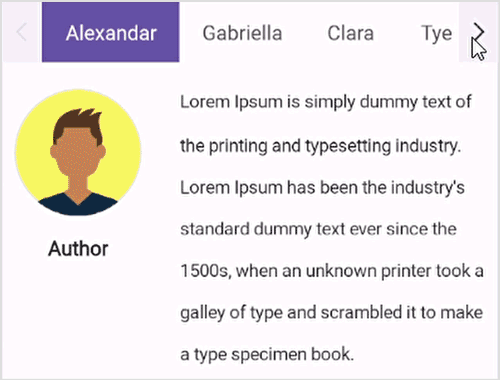 Alexandar Gabriella Clara Tye
Lorem Ipsum is simply dummy text of
the printing and typesetting industry.
Lorem Ipsum has been the industry's
standard dummy text ever since the
1500s, when an unknown printer took a
galley of type and scrambled it to make
a type specimen book.
Author